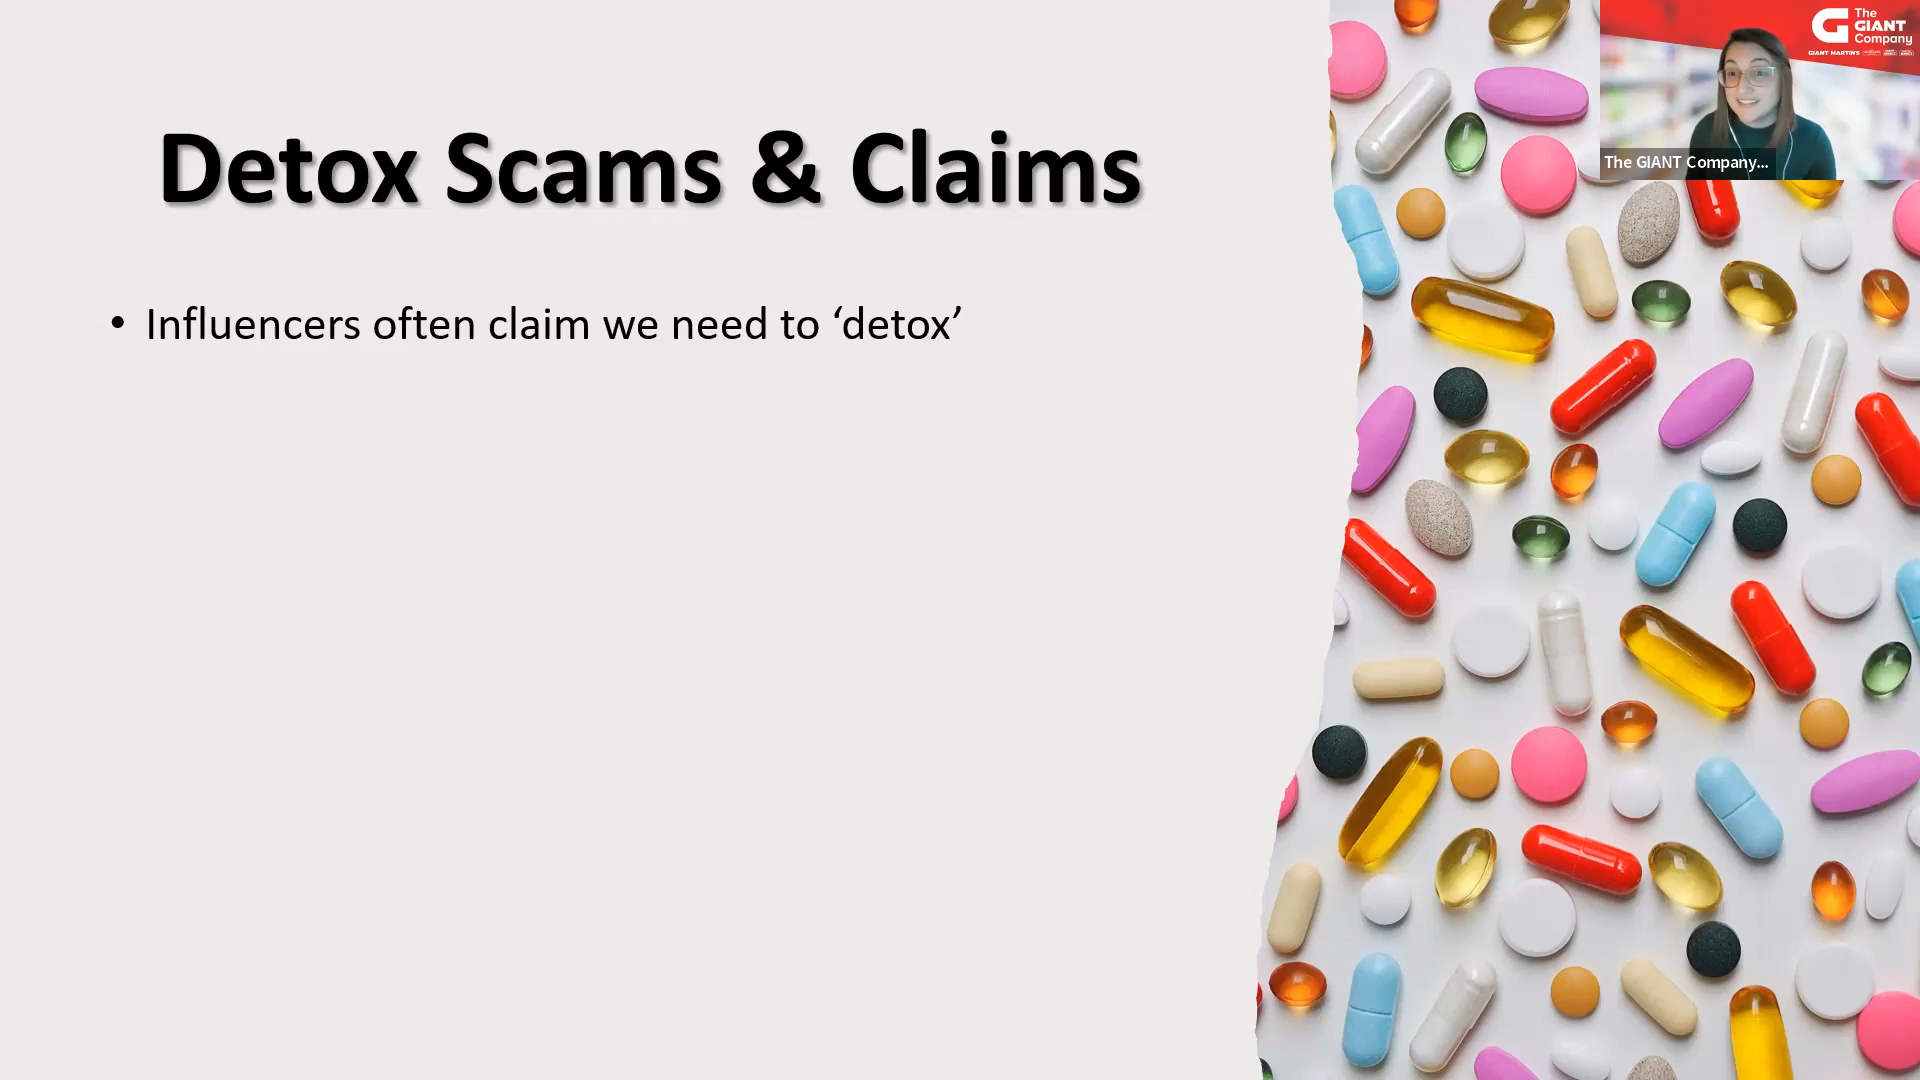 Detox Scams & Claims
• Influencers often claim we need to ‘detox’
The
GIANT
Company
GIANT MARTIN'S
The GIANT Company...